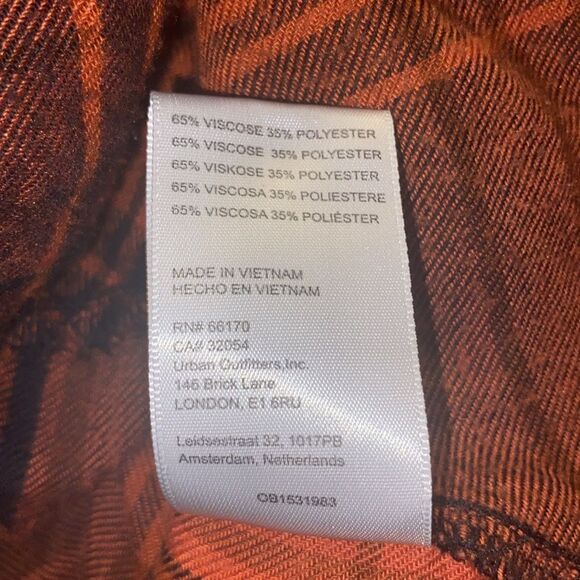 65% VISCOSE 35% POLYESTER
65% VISCOSE 35% POLYESTER
65% VISKOSE 35% POLYESTER
65% VISCOSA 35% POLIESTERE
65% VISCOSA 35% POLIÉSTER
MADE IN VIETNAM
HECHO EN VIETNAM
RN# 66170
CA# 32054
Urban Outfitters,Inc.
146 Brick Lane
LONDON, E1 6RU
Leidsestraat 32, 1017PB
Amsterdam, Netherlands
OB1531983